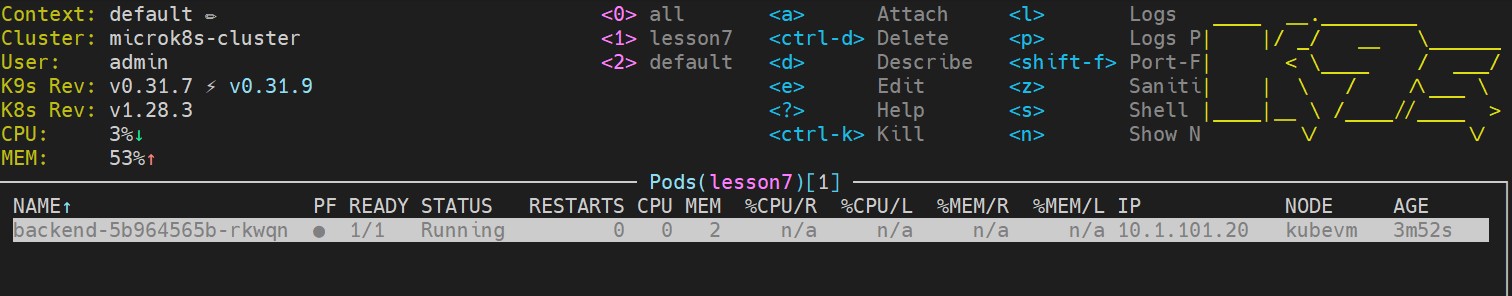 Context: default ✏ <0> all <a> Attach <l> Logs
Cluster: microk8s-cluster <1> lesson7 <ctrl-d> Delete <p> Logs P
User: admin <2> default <d> Describe <shift-f> Port-F
K9s Rev: v0.31.7 ⚡ v0.31.9 <e> Edit <z> Saniti
K8s Rev: v1.28.3 <?> Help <s> Shell
CPU: 3%↓ <ctrl-k> Kill <n> Show N
MEM: 53%↑
Pods(lesson7)[1]
NAME↑ PF READY STATUS RESTARTS CPU MEM %CPU/R %CPU/L %MEM/R %MEM/L IP NODE AGE
backend-5b964565b-rkwqn ● 1/1 Running 0 0 2 n/a n/a n/a n/a 10.1.101.20 kubevm 3m52s